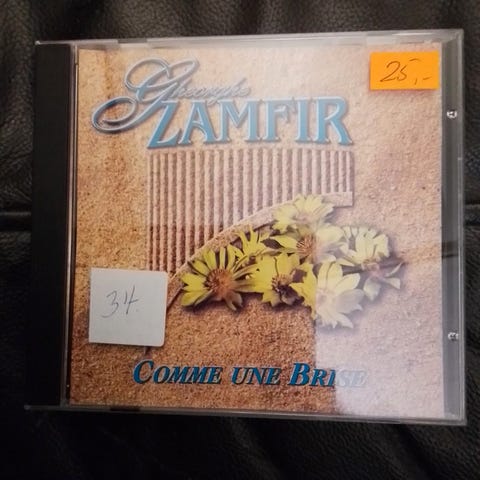 25,-
Gheorghe
ZAMFIR
34.
COMME UNE BRISE